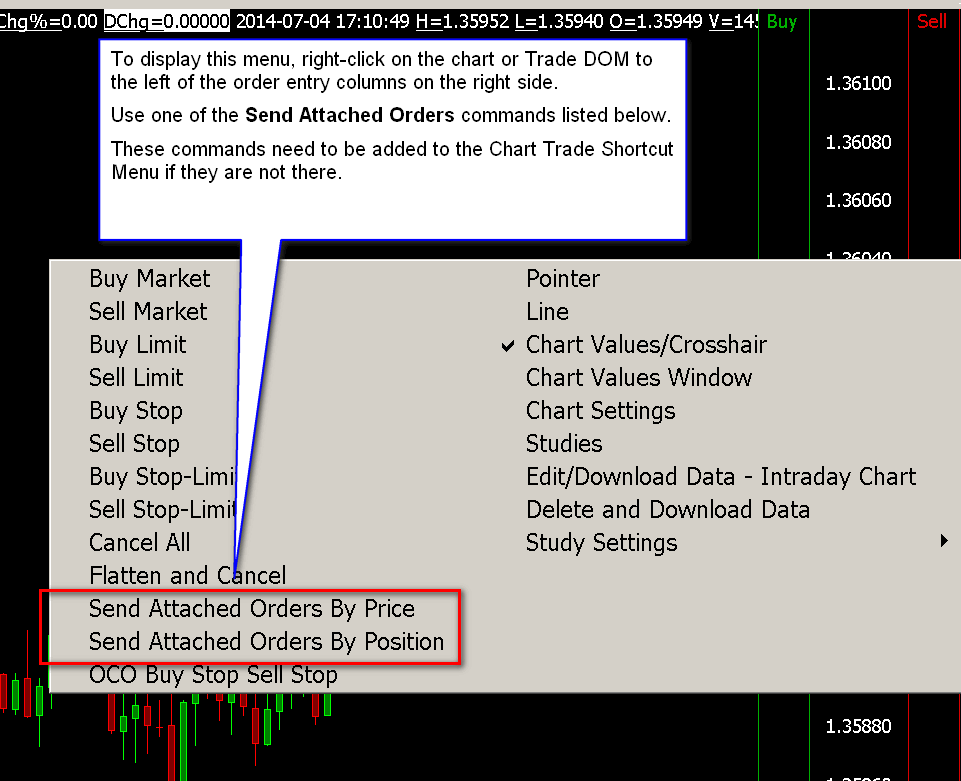 Chg%=0.00 DChg=0.00000 2014-07-04 17:10:49 H=1.35952 L=1.35940 O=1.35949 V=145 Buy Sell
To display this menu, right-click on the chart or Trade DOM to
the left of the order entry columns on the right side.
Use one of the Send Attached Orders commands listed below.
These commands need to be added to the Chart Trade Shortcut
Menu if they are not there.
1.36100
1.36080
1.36060
1.36040
Buy Market
Sell Market
Buy Limit
Sell Limit
Buy Stop
Sell Stop
Buy Stop-Limi
Sell Stop-Limit
Cancel All
Flatten and Cancel
Send Attached Orders By Price
Send Attached Orders By Position
OCO Buy Stop Sell Stop
Pointer
Line
Chart Values/Crosshair
Chart Values Window
Chart Settings
Studies
Edit/Download Data - Intraday Chart
Delete and Download Data
Study Settings
1.35880
1.35860